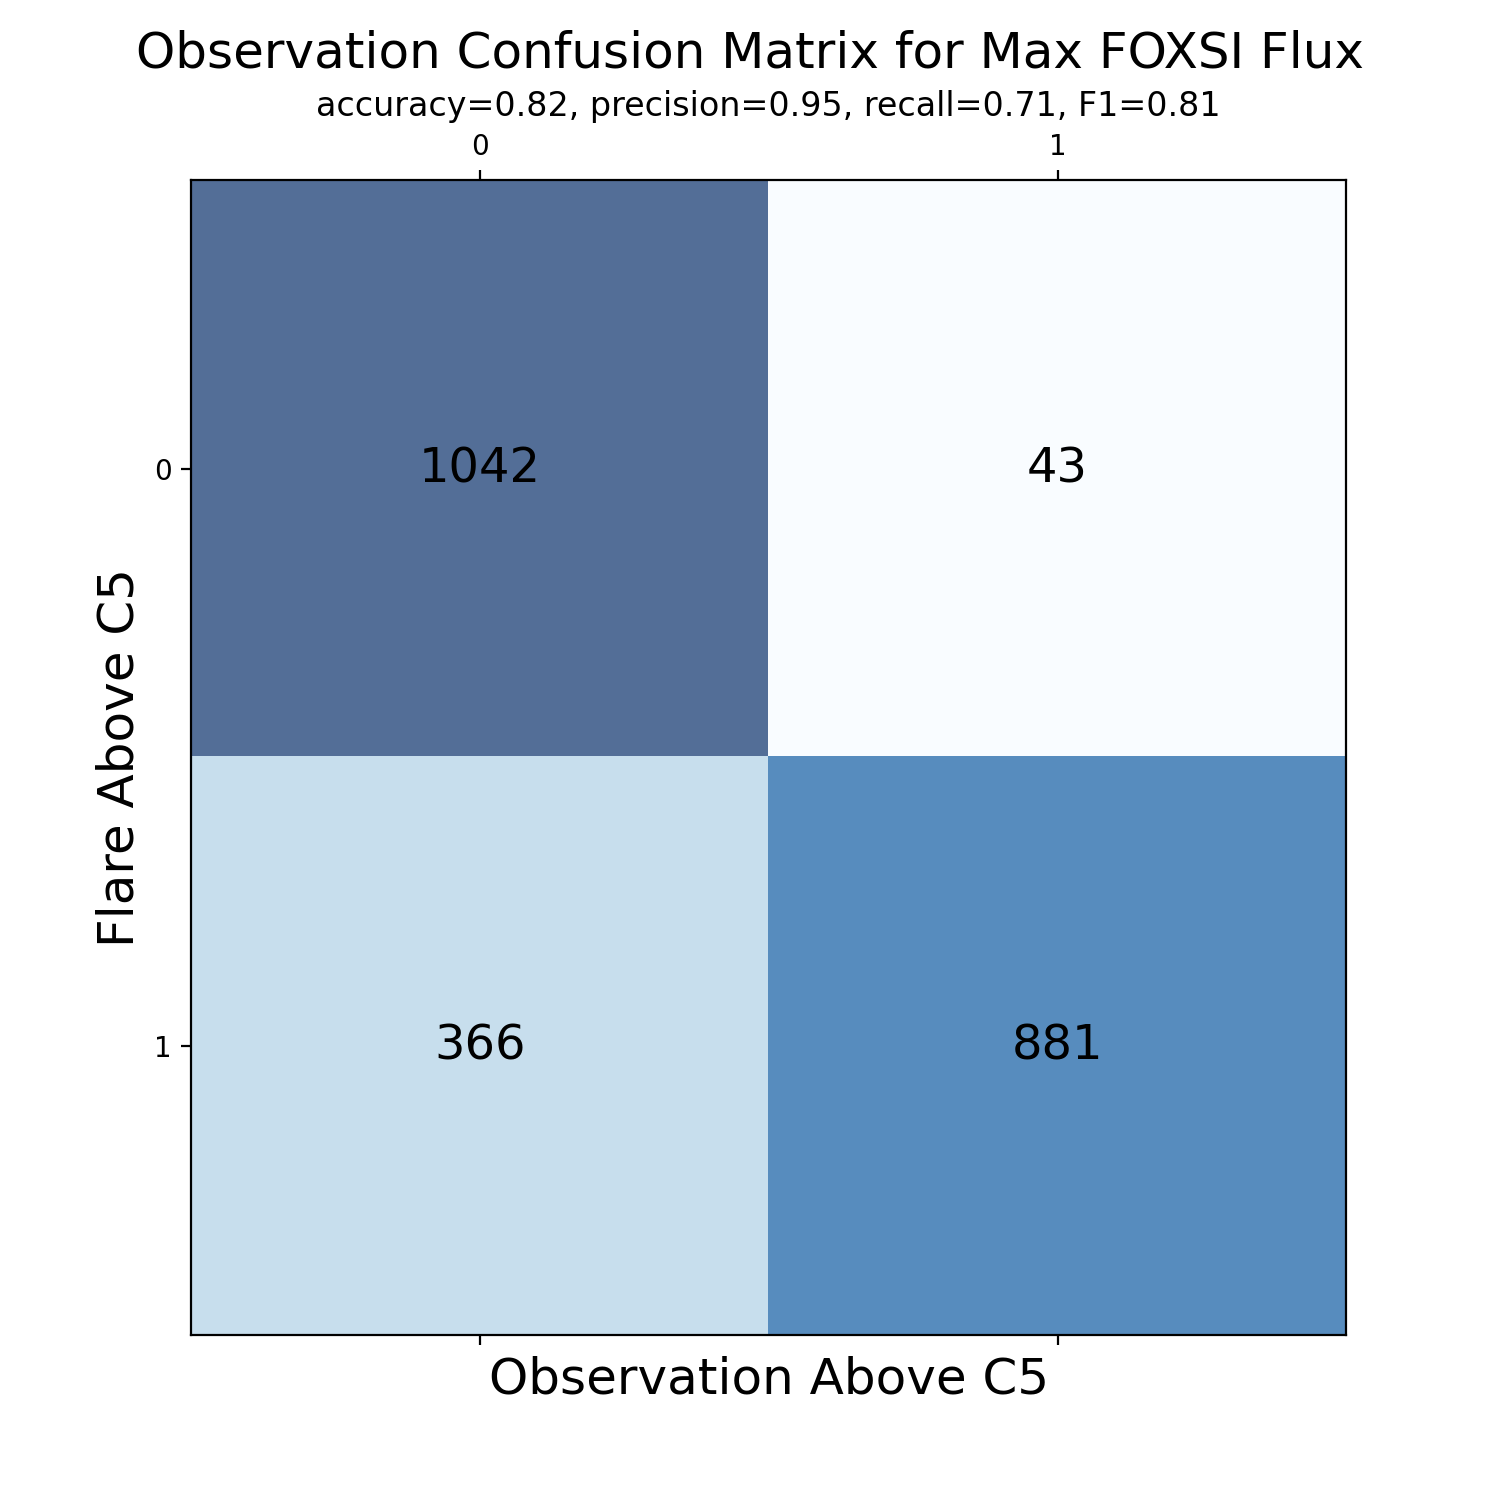 Observation Confusion Matrix for Max FOXSI Flux
accuracy=0.82, precision=0.95, recall=0.71, F1=0.81
0 1
0 1042 43
Flare Above C5
1 366 881
Observation Above C5